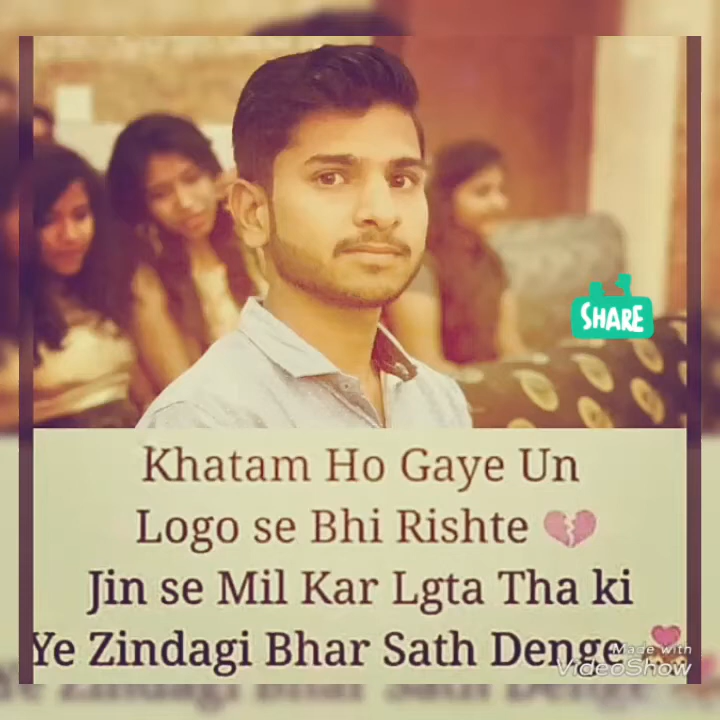 SHARE
Khatam Ho Gaye Un
Logo se Bhi Rishte 💔
Jin se Mil Kar Lgta Tha ki
Ye Zindagi Bhar Sath Denge
Made with
VideoShow